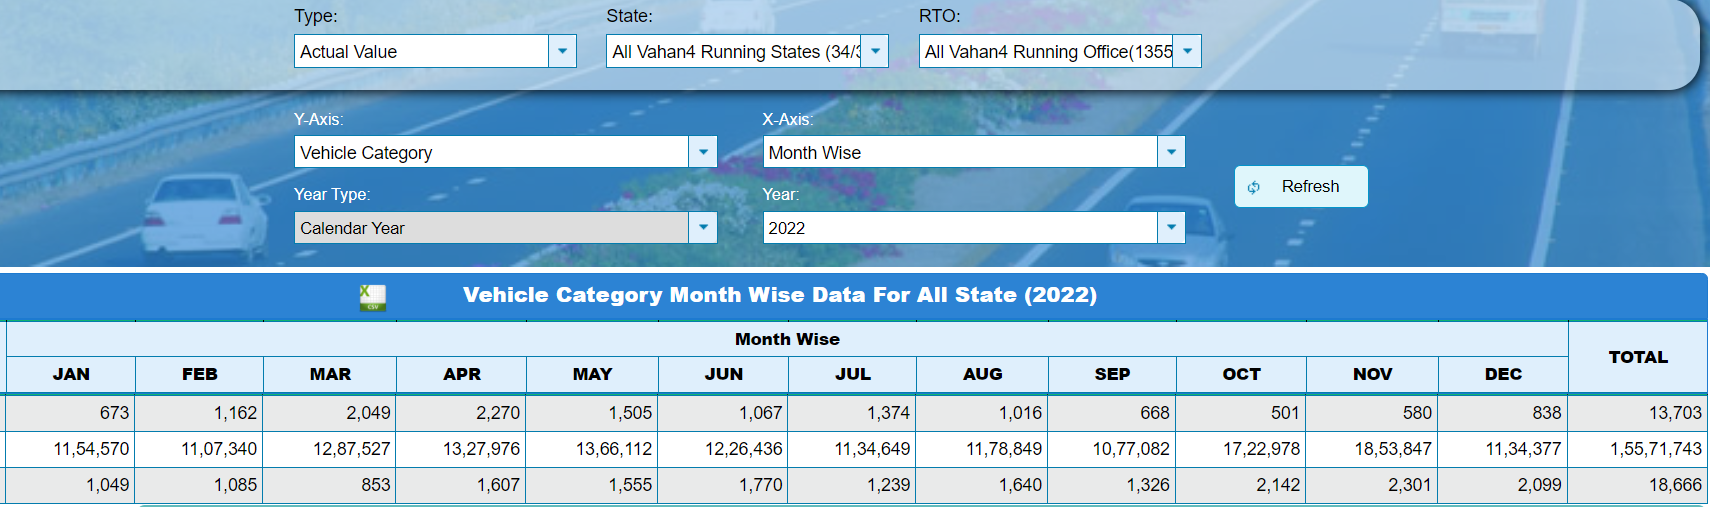 Type: State: RTO:
Actual Value All Vahan4 Running States (34/3 All Vahan4 Running Office(1355
Y-Axis: X-Axis:
Vehicle Category Month Wise
Refresh
Year Type: Year:
Calendar Year 2022
Vehicle Category Month Wise Data For All State (2022)
Month Wise
TOTAL
JAN FEB MAR APR MAY JUN JUL AUG SEP OCT NOV DEC
673 1,162 2,049 2,270 1,505 1,067 1,374 1,016 668 501 580 838 13,703
11,54,570 11,07,340 12,87,527 13,27,976 13,66,112 12,26,436 11,34,649 11,78,849 10,77,082 17,22,978 18,53,847 11,34,377 1,55,71,743
1,049 1,085 853 1,607 1,555 1,770 1,239 1,640 1,326 2,142 2,301 2,099 18,666